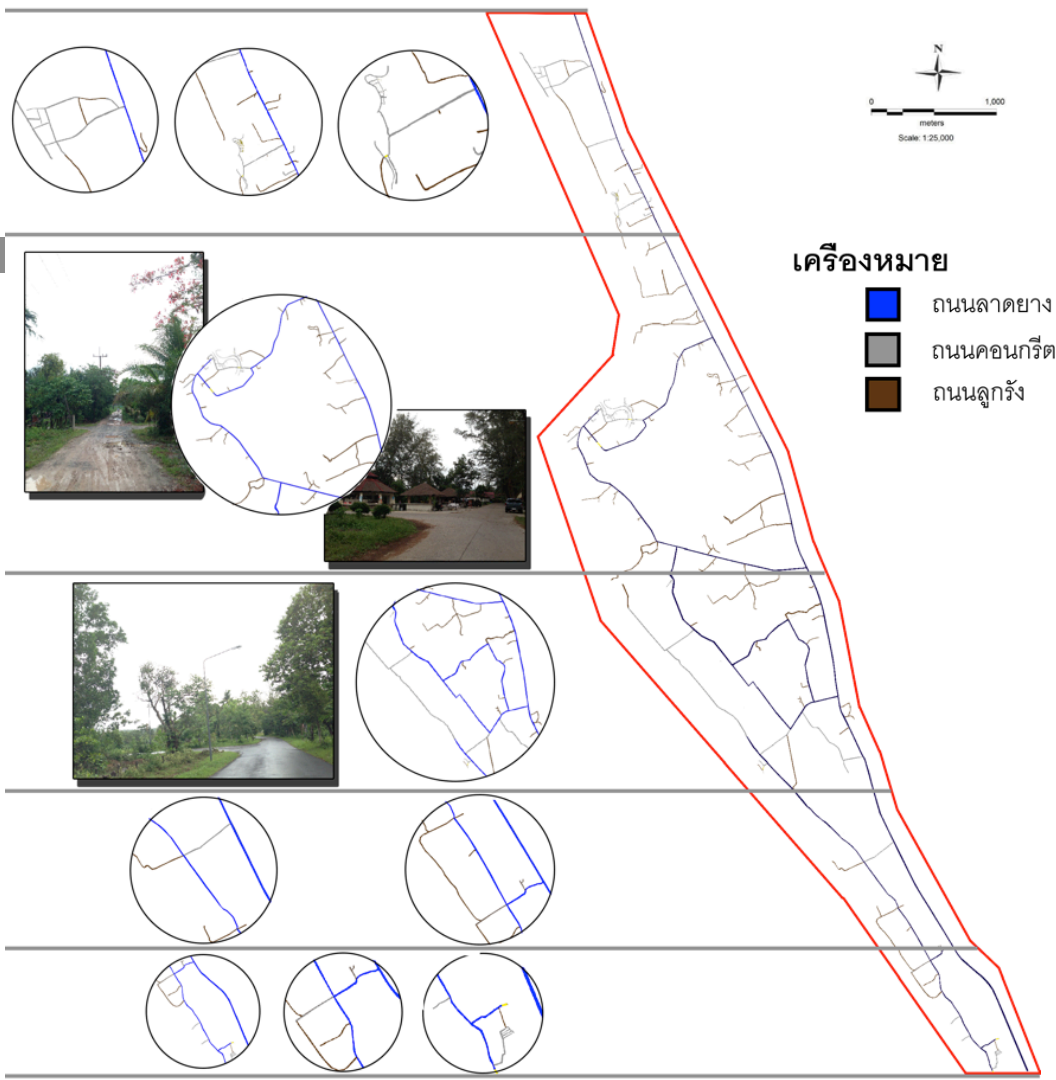 N
0 1,000
meters
Scale: 1:25,000
เครื่องหมาย
ถนนลาดยาง
ถนนคอนกรีต
ถนนลูกรัง